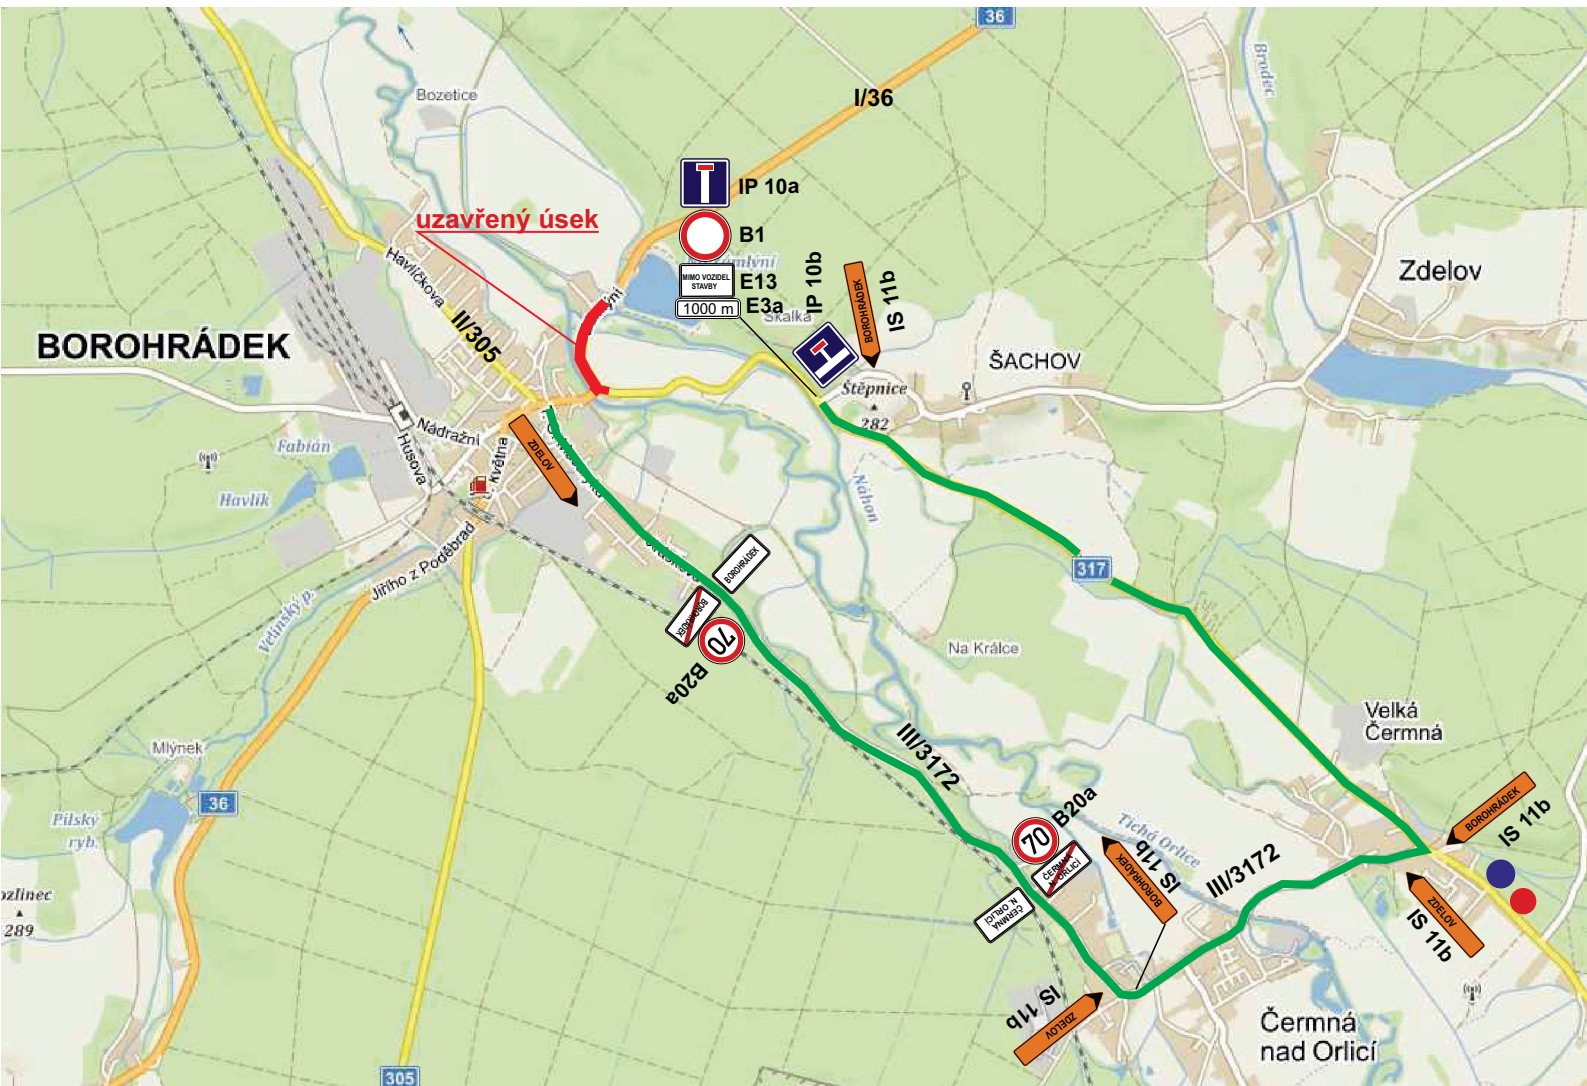 36
Brodec
Bozetice
I/36
IP 10a
uzavřený úsek
B1
IP 10b
MIMO VOZIDEL
STAVBY
E13
1000 m
E3a
BOROHRÁDEK
IS 11b
Zdelov
Havlíčkova
II/305
Skalka
BOROHRÁDEK
ŠACHOV
Štěpnice
282
Nádražní
Husova
Fabián
Havlík
května
ZDELOV
Náhon
Jiřího z Poděbrad
Velinský p.
317
BOROHRÁDEK
BOROHRÁDEK
70
B20a
Na Králce
Velká
Čermná
III/3172
Mlýnek
36
Pilský
ryb.
70
B20a
Tichá Orlice
BOROHRÁDEK
IS 11b
ČERMNÁ
N. ORLICÍ
ČERMNÁ
N. ORLICÍ
BOROHRÁDEK
IS 11b
III/3172
ZDELOV
IS 11b
289
IS 11b
ZDELOV
Čermná
nad Orlicí
305